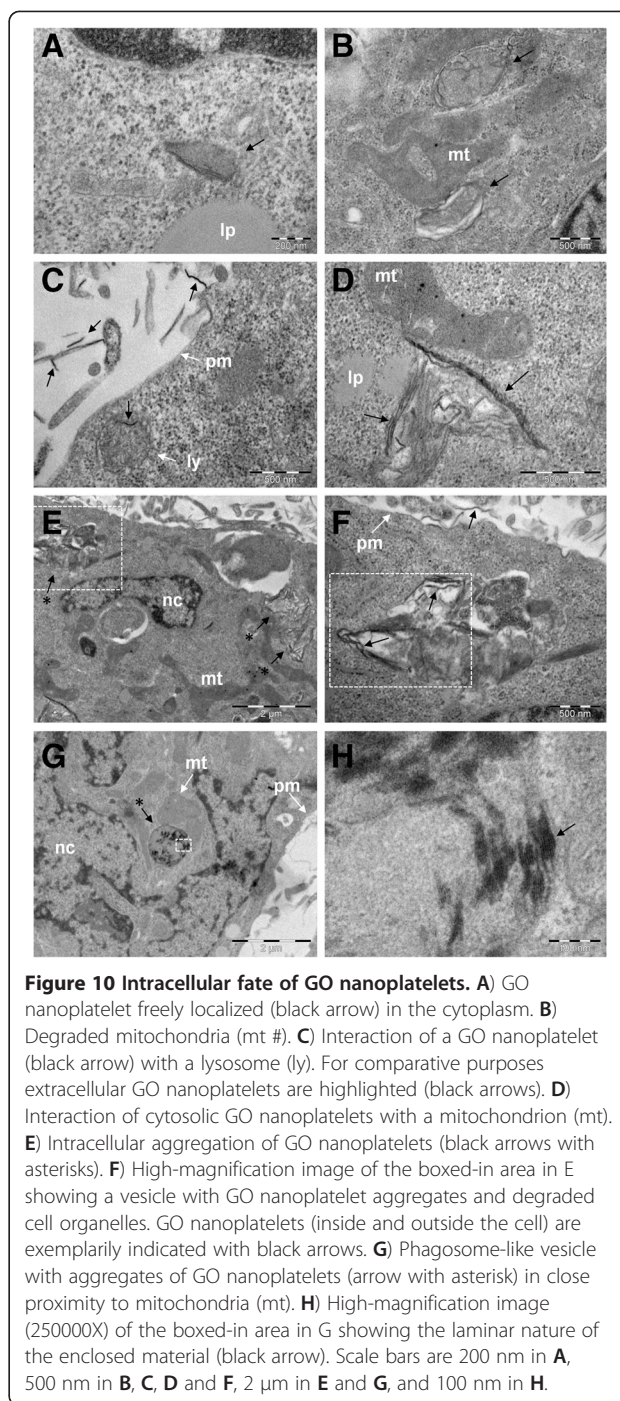 A
lp
200 nm
B
mt
500 nm
C
pm
ly
500 nm
D
mt
lp
500 nm
E
*
nc
*
*
mt
2 µm
F
pm
500 nm
G
mt
pm
*
nc
2 µm
H
100 nm
Figure 10 Intracellular fate of GO nanoplatelets. A) GO
nanoplatelet freely localized (black arrow) in the cytoplasm. B)
Degraded mitochondria (mt #). C) Interaction of a GO nanoplatelet
(black arrow) with a lysosome (ly). For comparative purposes
extracellular GO nanoplatelets are highlighted (black arrows). D)
Interaction of cytosolic GO nanoplatelets with a mitochondrion (mt).
E) Intracellular aggregation of GO nanoplatelets (black arrows with
asterisks). F) High-magnification image of the boxed-in area in E
showing a vesicle with GO nanoplatelet aggregates and degraded
cell organelles. GO nanoplatelets (inside and outside the cell) are
exemplarily indicated with black arrows. G) Phagosome-like vesicle
with aggregates of GO nanoplatelets (arrow with asterisk) in close
proximity to mitochondria (mt). H) High-magnification image
(250000X) of the boxed-in area in G showing the laminar nature of
the enclosed material (black arrow). Scale bars are 200 nm in A,
500 nm in B, C, D and F, 2 µm in E and G, and 100 nm in H.